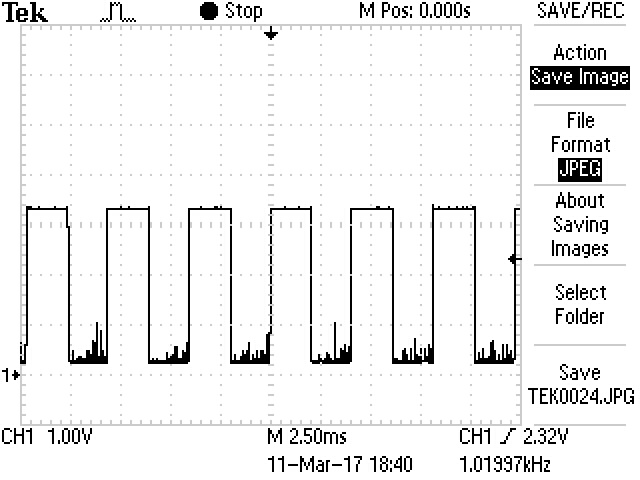 Tek Stop M Pos: 0.000s SAVE/REC
Action
Save Image
File
Format
JPEG
About
Saving
Images
Select
Folder
Save
TEK0024.JPG
1
CH1 1.00V M 2.50ms CH1 2.32V
11-Mar-17 18:40 1.01997kHz